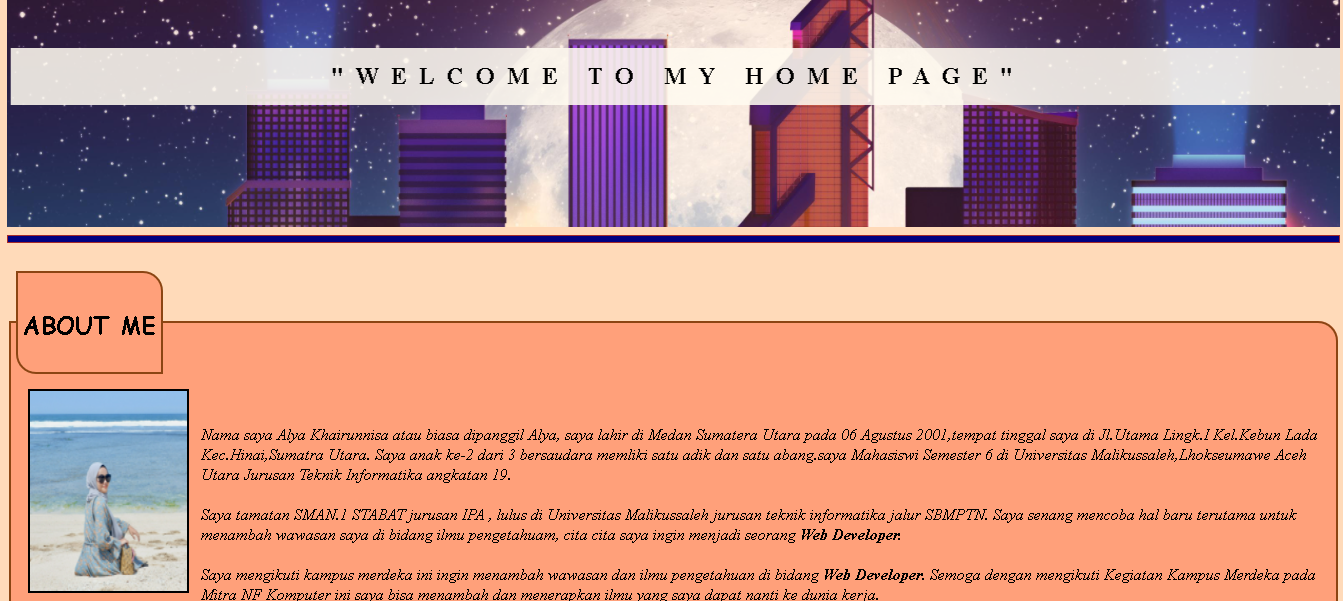 "WELCOME TO MY HOME PAGE"
ABOUT ME
Nama saya Alya Khairunnisa atau biasa dipanggil Alya, saya lahir di Medan Sumatera Utara pada 06 Agustus 2001,tempat tinggal saya di Jl.Utama Lingk.I Kel.Kebun Lada
Kec.Hinai,Sumatra Utara. Saya anak ke-2 dari 3 bersaudara memliki satu adik dan satu abang.saya Mahasiswi Semester 6 di Universitas Malikussaleh,Lhokseumawe Aceh
Utara Jurusan Teknik Informatika angkatan 19.
Saya tamatan SMAN.1 STABAT jurusan IPA , lulus di Universitas Malikussaleh jurusan teknik informatika jalur SBMPTN. Saya senang mencoba hal baru terutama untuk
menambah wawasan saya di bidang ilmu pengetahuam, cita cita saya ingin menjadi seorang Web Developer.
Saya mengikuti kampus merdeka ini ingin menambah wawasan dan ilmu pengetahuan di bidang Web Developer. Semoga dengan mengikuti Kegiatan Kampus Merdeka pada
Mitra NF Komputer ini saya bisa menambah dan menerapkan ilmu yang saya dapat nanti ke dunia kerja.